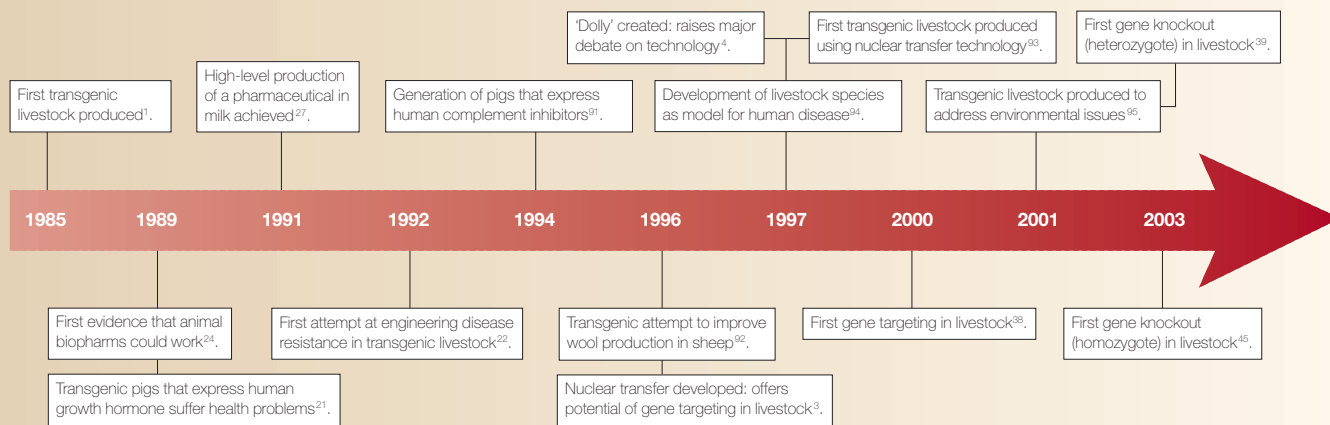 'Dolly' created: raises major
debate on technology⁴.
First transgenic livestock produced
using nuclear transfer technology⁹³.
First gene knockout
(heterozygote) in livestock³⁹.
First transgenic
livestock produced¹.
High-level production
of a pharmaceutical in
milk achieved²⁷.
Generation of pigs that express
human complement inhibitors⁹¹.
Development of livestock species
as model for human disease⁹⁴.
Transgenic livestock produced to
address environmental issues⁹⁵.
1985 1989 1991 1992 1994 1996 1997 2000 2001 2003
First evidence that animal
biopharms could work²⁴.
Transgenic pigs that express human
growth hormone suffer health problems²¹.
First attempt at engineering disease
resistance in transgenic livestock²².
Transgenic attempt to improve
wool production in sheep⁹².
Nuclear transfer developed: offers
potential of gene targeting in livestock³.
First gene targeting in livestock³⁸.
First gene knockout
(homozygote) in livestock⁴⁵.